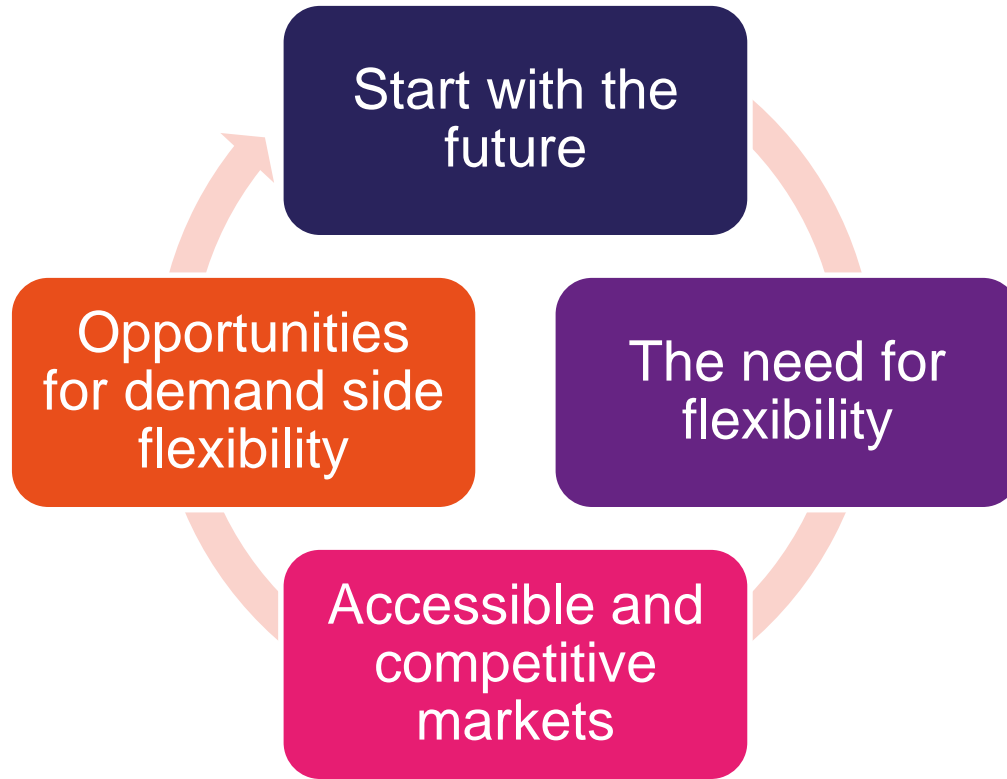 Start with the
future
The need for
flexibility
Accessible and
competitive
markets
Opportunities
for demand side
flexibility